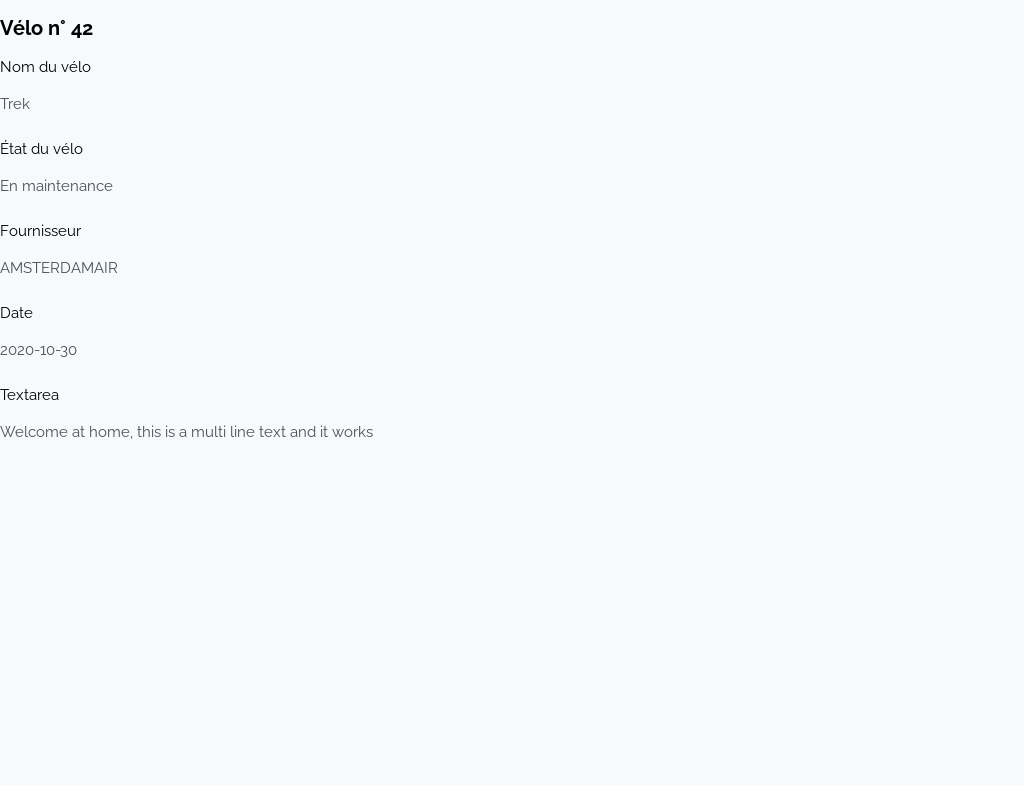 Vélo n° 42
Nom du vélo
Trek
État du vélo
En maintenance
Fournisseur
AMSTERDAMAIR
Date
2020-10-30
Textarea
Welcome at home, this is a multi line text and it works